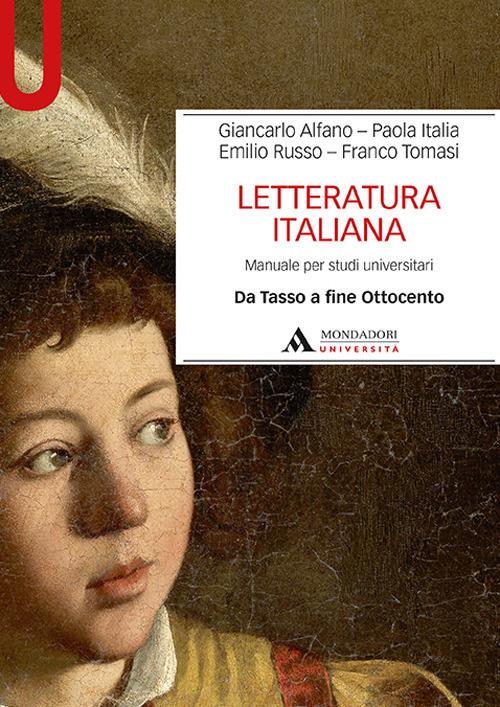 U
Giancarlo Alfano – Paola Italia
Emilio Russo – Franco Tomasi
LETTERATURA
ITALIANA
Manuale per studi universitari
Da Tasso a fine Ottocento
MONDADORI
UNIVERSITÀ